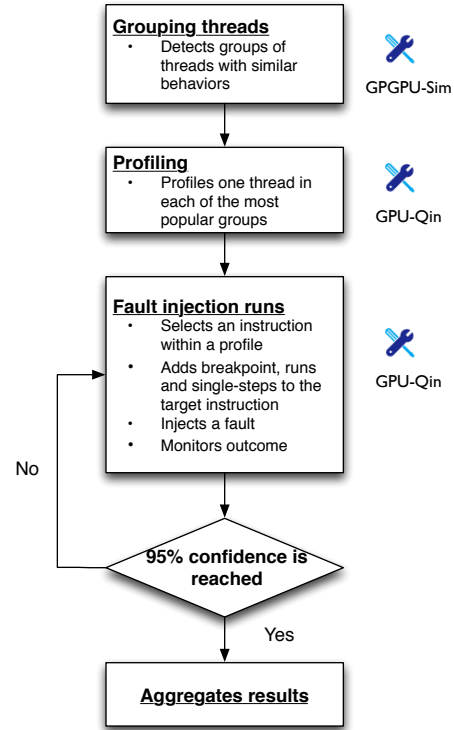 Grouping threads
• Detects groups of
threads with similar
behaviors
GPGPU-Sim
Profiling
• Profiles one thread in
each of the most
popular groups
GPU-Qin
Fault injection runs
• Selects an instruction
within a profile
• Adds breakpoint, runs
and single-steps to the
target instruction
• Injects a fault
• Monitors outcome
GPU-Qin
No
95% confidence is
reached
Yes
Aggregates results